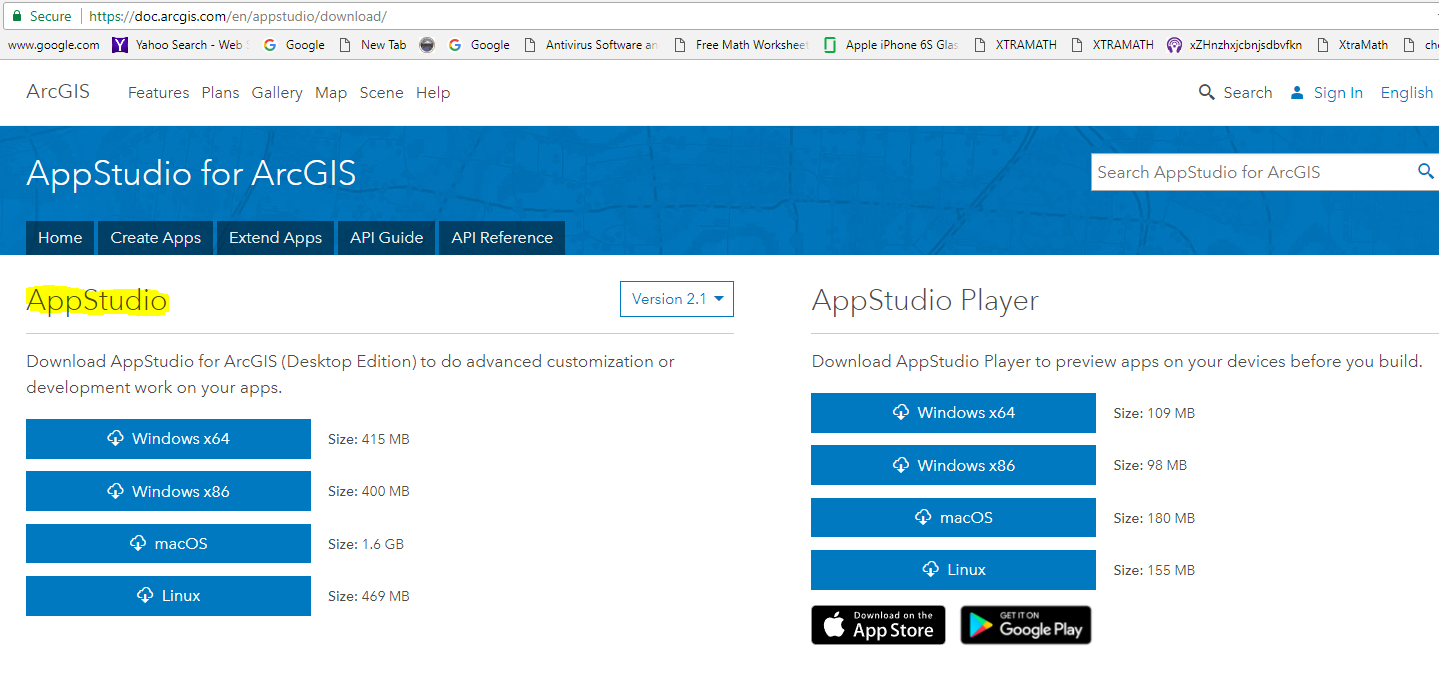 Secure https://doc.arcgis.com/en/appstudio/download/
www.google.com Yahoo Search - Web Google New Tab Google Antivirus Software an Free Math Workshee Apple iPhone 6S Glas XTRAMATH XTRAMATH xZHnzhxjcbnjsdbvfkn XtraMath
ArcGIS Features Plans Gallery Map Scene Help Search Sign In English
AppStudio for ArcGIS
Search AppStudio for ArcGIS
Home Create Apps Extend Apps API Guide API Reference
AppStudio Version 2.1
Download AppStudio for ArcGIS (Desktop Edition) to do advanced customization or
development work on your apps.
Windows x64 Size: 415 MB
Windows x86 Size: 400 MB
macOS Size: 1.6 GB
Linux Size: 469 MB
AppStudio Player
Download AppStudio Player to preview apps on your devices before you build.
Windows x64 Size: 109 MB
Windows x86 Size: 98 MB
macOS Size: 180 MB
Linux Size: 155 MB
Download on the
App Store
GET IT ON
Google Play